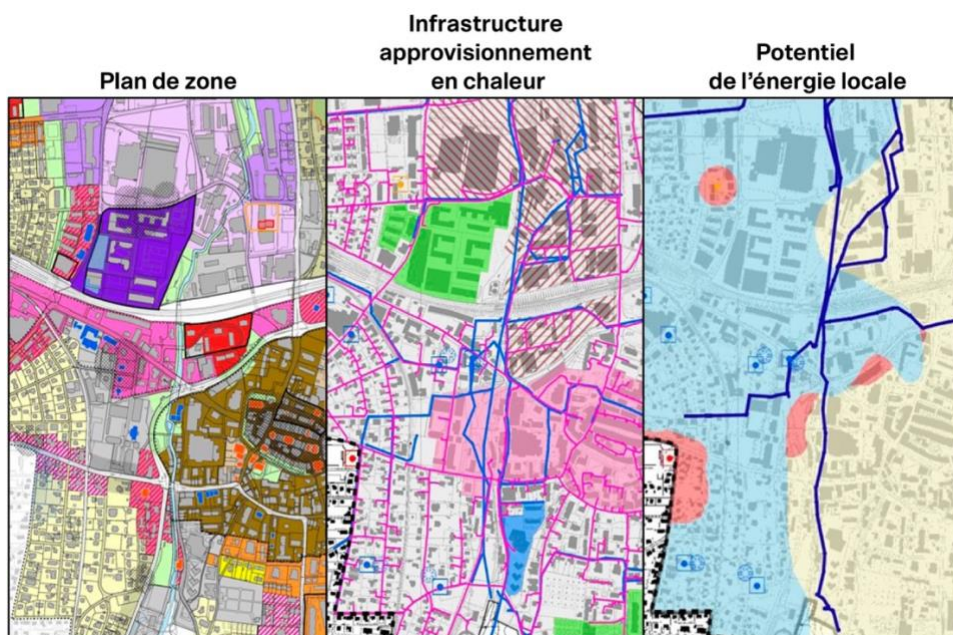 Plan de zone
Infrastructure
approvisionnement
en chaleur
Potentiel
de l’énergie locale